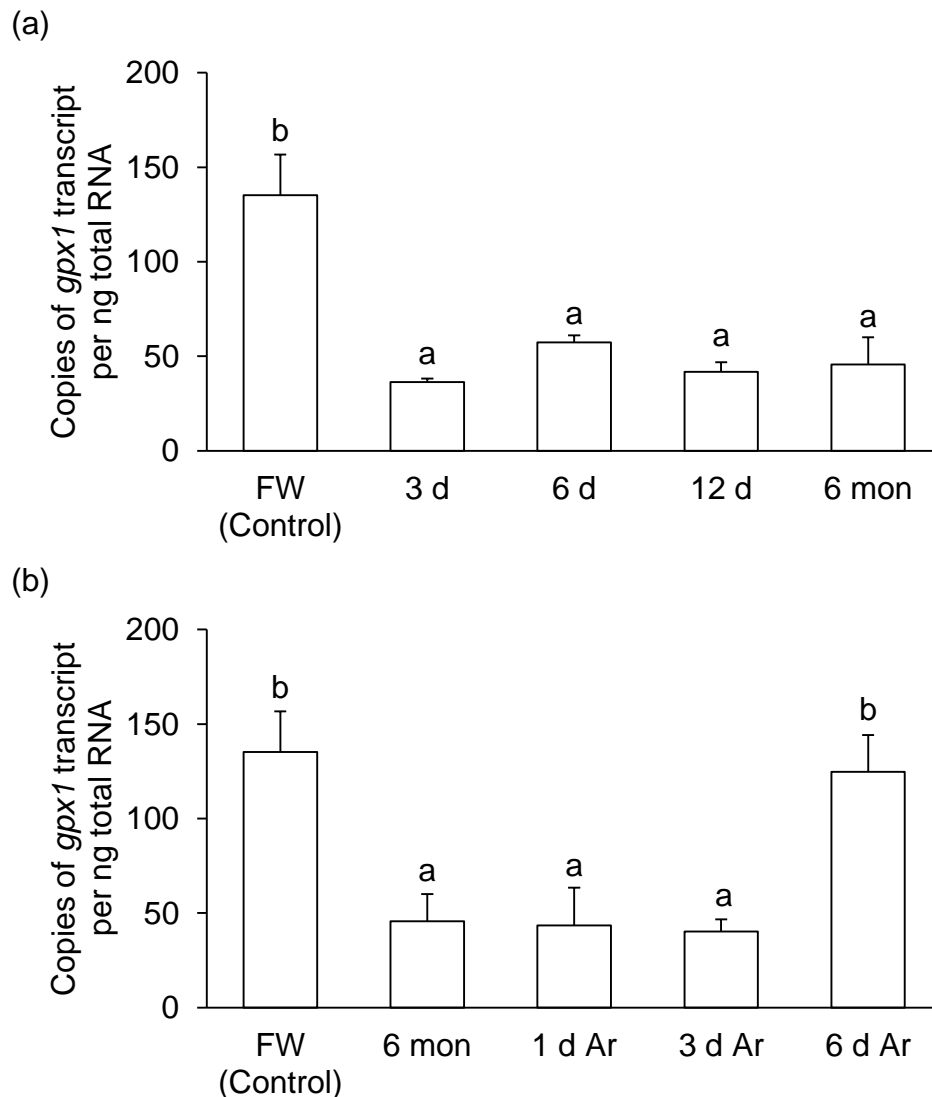 (a)
Copies of gpx1 transcript
per ng total RNA
200
150
100
50
0
b
a
a
a
a
FW
(Control)
3 d
6 d
12 d
6 mon
(b)
Copies of gpx1 transcript
per ng total RNA
200
150
100
50
0
b
a
a
a
b
FW
(Control)
6 mon
1 d Ar
3 d Ar
6 d Ar